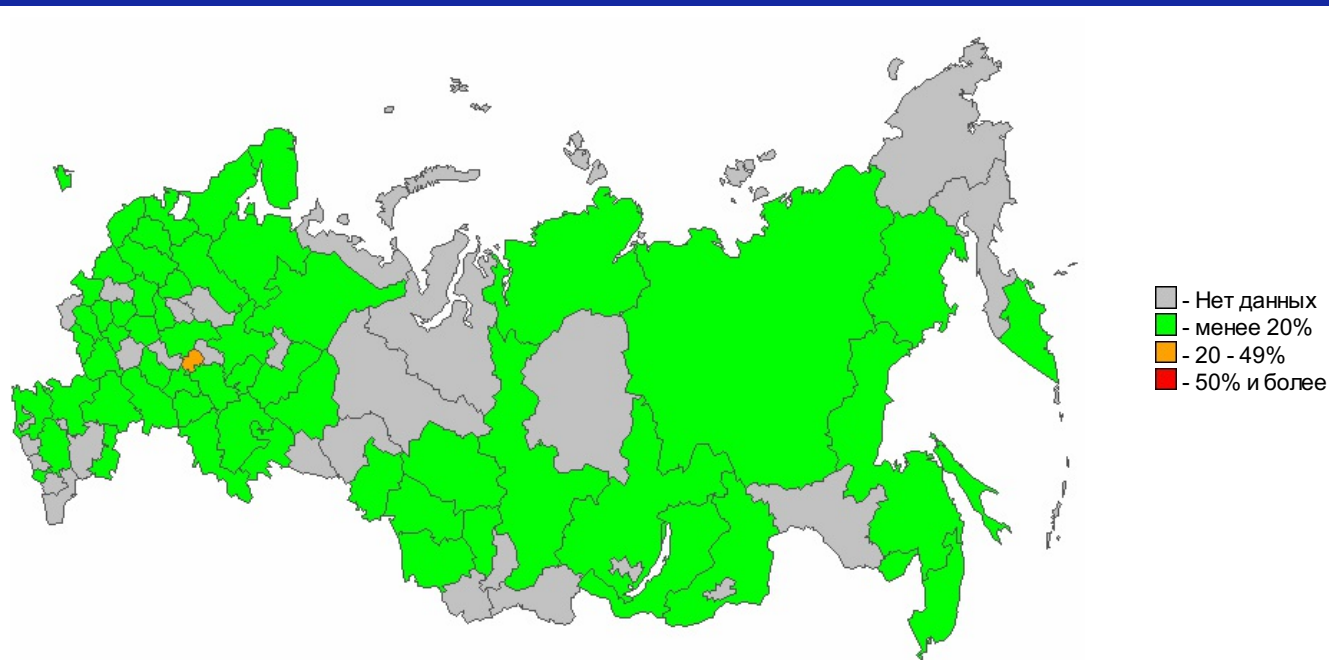 - Нет данных
- менее 20%
- 20 - 49%
- 50% и более